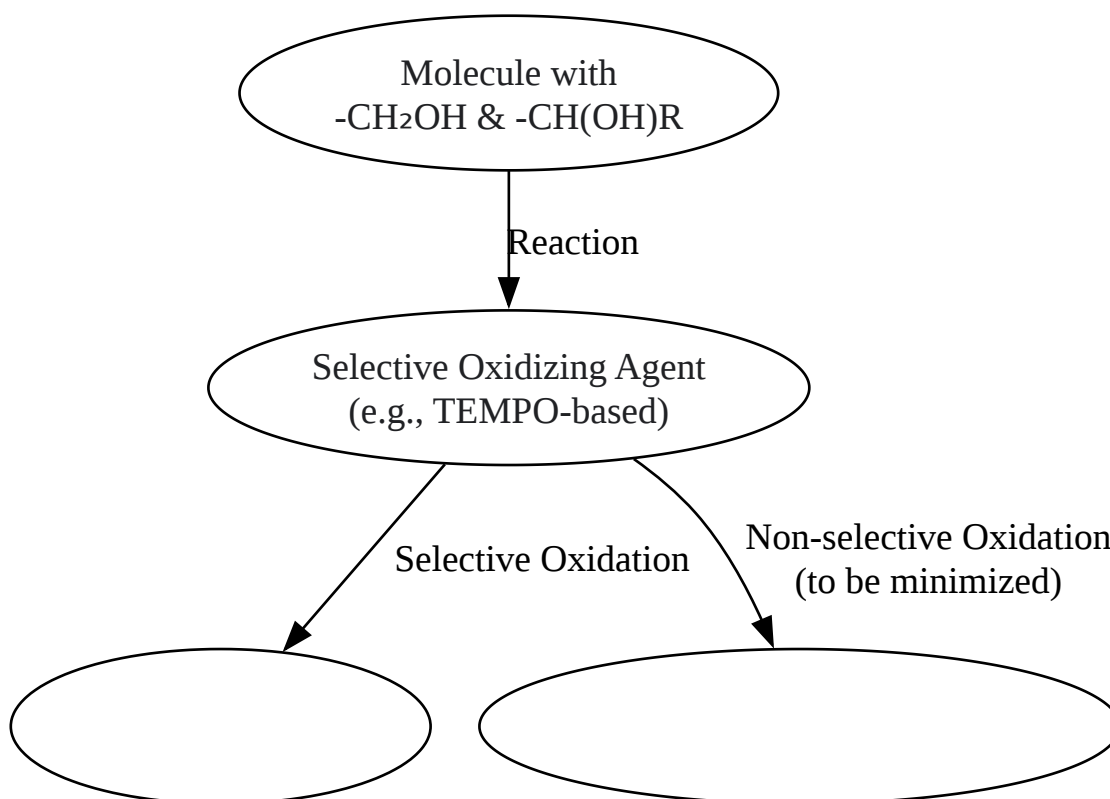 Molecule with
-CH₂OH & -CH(OH)R
Reaction
Selective Oxidizing Agent
(e.g., TEMPO-based)
Selective Oxidation
Non-selective Oxidation
(to be minimized)